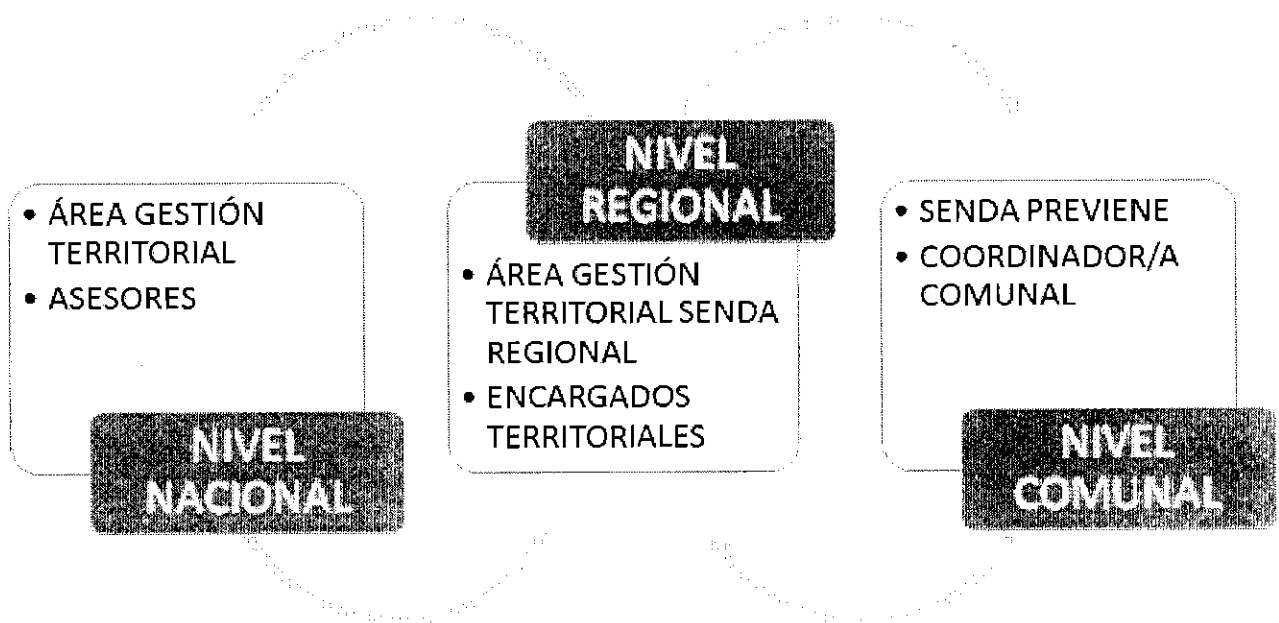 • ÁREA GESTIÓN
TERRITORIAL
• ASESORES
NIVEL
NACIONAL
NIVEL
REGIONAL
• ÁREA GESTIÓN
TERRITORIAL SENDA
REGIONAL
• ENCARGADOS
TERRITORIALES
• SENDA PREVIENE
• COORDINADOR/A
COMUNAL
NIVEL
COMUNAL